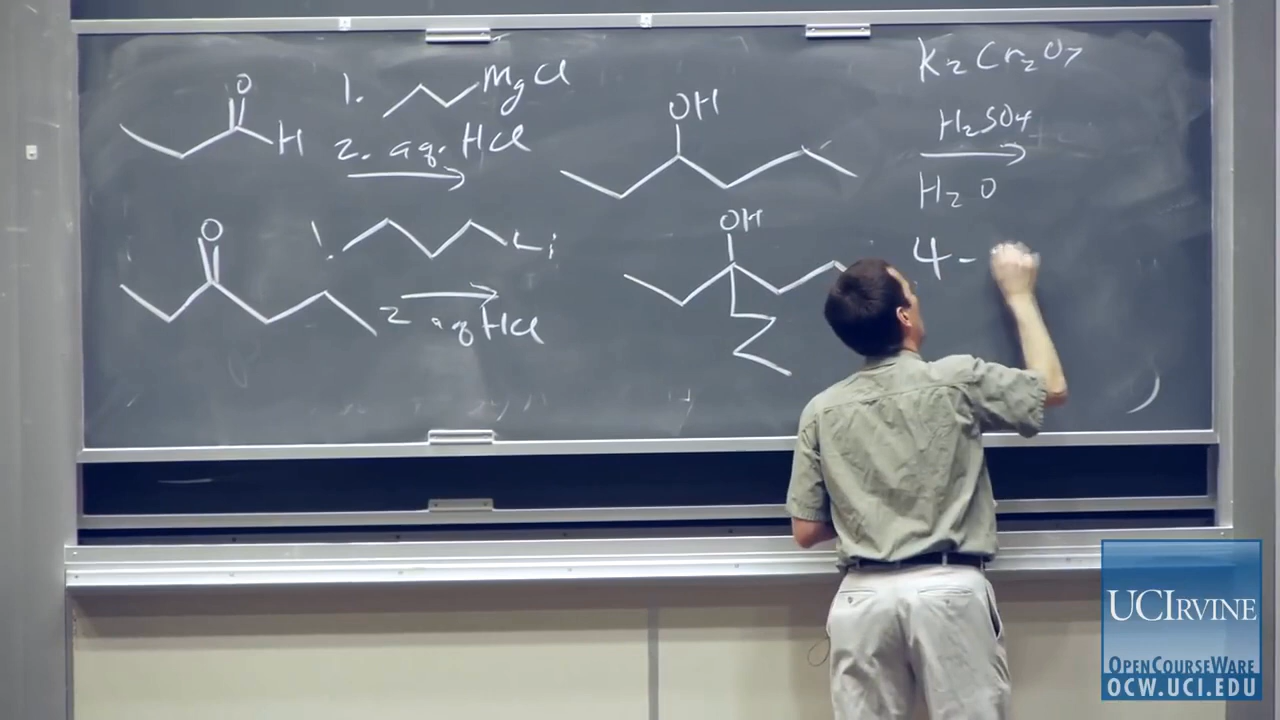 O
H
1. MgCl
2. aq. HCl
OH
K2Cr2O7
H2SO4
H2O
O
1. Li
2 aq HCl
OH
4-
UCIRVINE
OPENCOURSEWARE
OCW.UCI.EDU